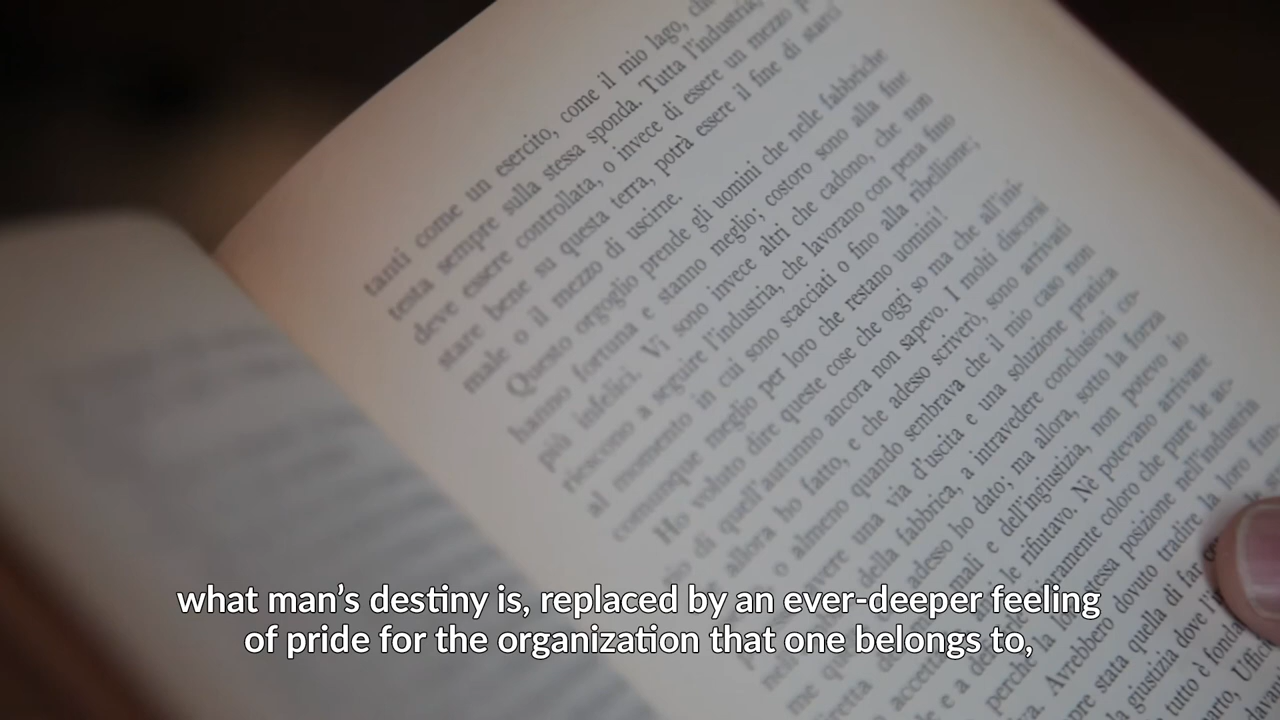 tanti come un esercito, come il mio lago,
testa sempre sulla stessa sponda. Tutta l'industria,
deve essere controllata, o invece di essere un mezzo
stare bene su questa terra, potrà essere il fine di stare
male o il mezzo di uscirne.
Questo orgoglio prende gli uomini che nelle fabbriche
hanno fortuna e stanno meglio; costoro sono alla fine
più infelici. Vi sono invece altri che cadono, che non
riescono a seguire l'industria, che lavorano con pena fino
al momento in cui sono scacciati o fino alla ribellione;
comunque meglio per loro che restano uomini!
Ho voluto dire queste cose che oggi so ma che all'ini-
di quell'autunno ancora non sapevo. I molti discorsi
allora ho fatto, e che adesso scriverò, sono arrivati
o almeno quando sembrava che il mio caso non
avere una via d'uscita e una soluzione pratica
della fabbrica, a intravedere conclusioni co-
adesso ho dato; ma allora, sotto la forza
mali e dell'ingiustizia, non potevo io
le rifiutavo. Nè potevano arrivare
coloro che pure le ac-
perchè la loro stessa posizione nell'industria
Avrebbero dovuto tradire la loro
stata quella di far
la giustizia dove
tutto è
what man's destiny is, replaced by an ever-deeper feeling
of pride for the organization that one belongs to,